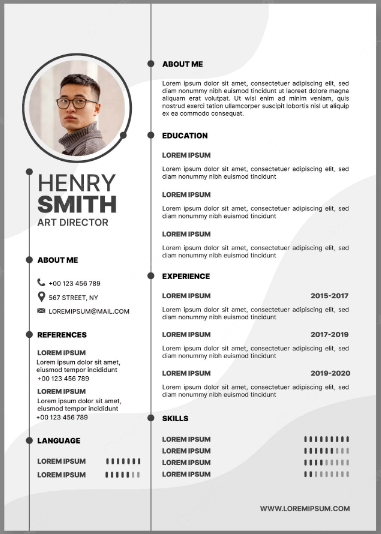 HENRY
SMITH
ART DIRECTOR
ABOUT ME
+00 123 456 789
567 STREET, NY
LOREMIPSUM@MAIL,COM
REFERENCES
LOREM IPSUM
Lorem ipsum dolor sit amet,
eiusmod tempor incididunt
+00 123 456 789
LOREM IPSUM
Lorem ipsum dolor sit amet,
eiusmod tempor incididunt
+00 123 456 789
LANGUAGE
LOREM IPSUM
LOREM IPSUM
ABOUT ME
Lorem ipsum dolor sit amet, consectetuer adipiscing elit, sed
diam nonummy nibh euismod tincidunt ut laoreet dolore magna
aliquam erat volutpat. Ut wisi enim ad minim veniam, quis
nostrud exerci tation ullamcorper suscipit lobortis nisl ut aliquip
ex ea commodo consequat.
EDUCATION
LOREM IPSUM
Lorem ipsum dolor sit amet, consectetuer adipiscing elit, sed
diam nonummy nibh euismod tincidunt
LOREM IPSUM
Lorem ipsum dolor sit amet, consectetuer adipiscing elit, sed
diam nonummy nibh euismod tincidunt
LOREM IPSUM
Lorem ipsum dolor sit amet, consectetuer adipiscing elit, sed
diam nonummy nibh euismod tincidunt
EXPERIENCE
LOREM IPSUM 2015-2017
Lorem ipsum dolor sit amet, consectetuer adipiscing elit, sed
diam nonummy nibh euismod tincidunt
LOREM IPSUM 2017-2019
Lorem ipsum dolor sit amet, consectetuer adipiscing elit, sed
diam nonummy nibh euismod tincidunt
LOREM IPSUM 2019-2020
Lorem ipsum dolor sit amet, consectetuer adipiscing elit, sed
diam nonummy nibh euismod tincidunt
SKILLS
LOREM IPSUM
LOREM IPSUM
LOREM IPSUM
LOREM IPSUM
WWW.LOREMIPSUM.COM